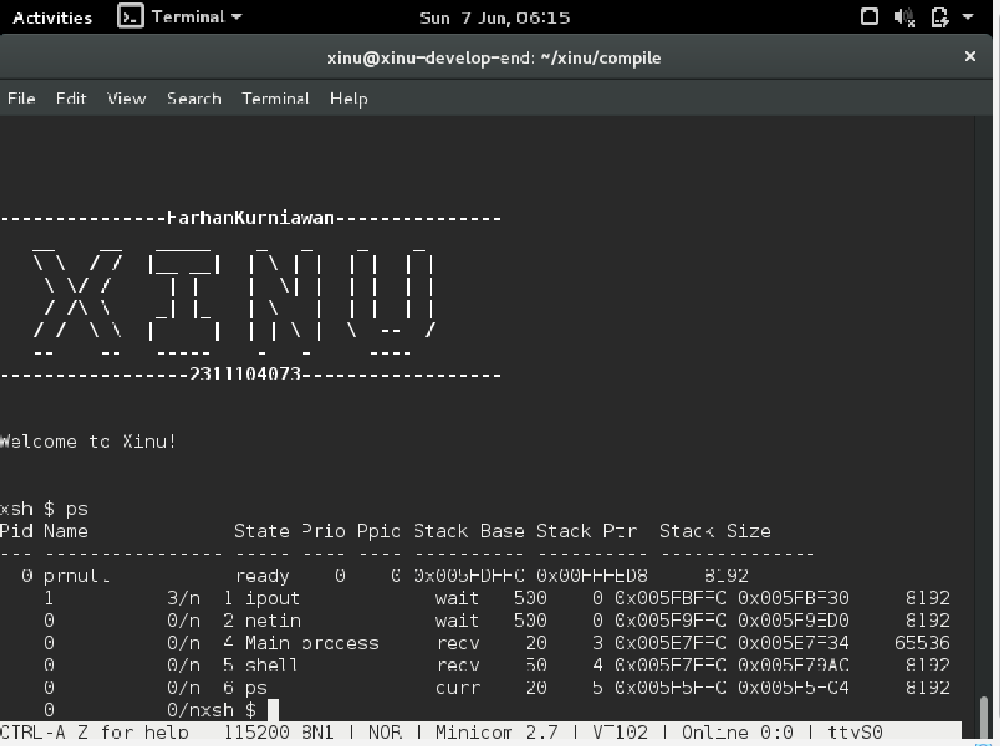 Activities Terminal Sun 7 Jun, 06:15
xinu@xinu-develop-end: ~/xinu/compile ×
File Edit View Search Terminal Help
---------------FarhanKurniawan---------------
   __    __   _____    _   _    _    _
   \ \  / /  |__ __|  | \ | |  | |  | |
    \ \/ /     | |    |  \| |  | |  | |
    / /\ \    _| |_   | \   |  | |  | |
   / /  \ \  |     |  | | \ |  \  --  /
   --    --   -----    -   -     ----
-----------------2311104073------------------
Welcome to Xinu!
xsh $ ps
Pid Name             State Prio Ppid Stack Base Stack Ptr  Stack Size
--- ---------------- ----- ---- ---- ---------- ---------- --------------
  0 prnull           ready    0    0 0x005FDFFC 0x00FFFED8     8192
    1          3/n  1 ipout            wait   500    0 0x005FBFFC 0x005FBF30     8192
    0          0/n  2 netin            wait   500    0 0x005F9FFC 0x005F9ED0     8192
    0          0/n  4 Main process     recv    20    3 0x005E7FFC 0x005E7F34    65536
    0          0/n  5 shell            recv    50    4 0x005F7FFC 0x005F79AC     8192
    0          0/n  6 ps               curr    20    5 0x005F5FFC 0x005F5FC4     8192
    0          0/nxsh $
CTRL-A Z for help | 115200 8N1 | NOR | Minicom 2.7 | VT102 | Online 0:0 | ttyS0